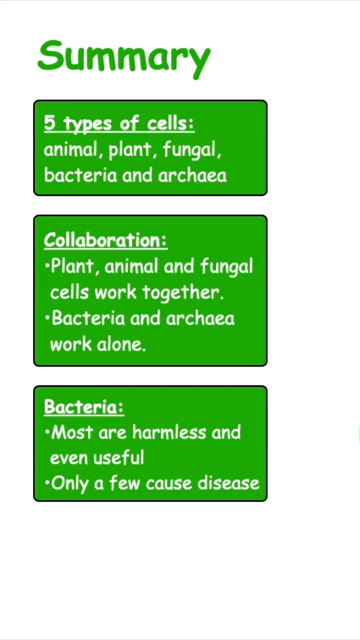 Summary
5 types of cells:
animal, plant, fungal,
bacteria and archaea
Collaboration:
•Plant, animal and fungal
cells work together.
•Bacteria and archaea
work alone.
Bacteria:
•Most are harmless and
even useful
•Only a few cause disease